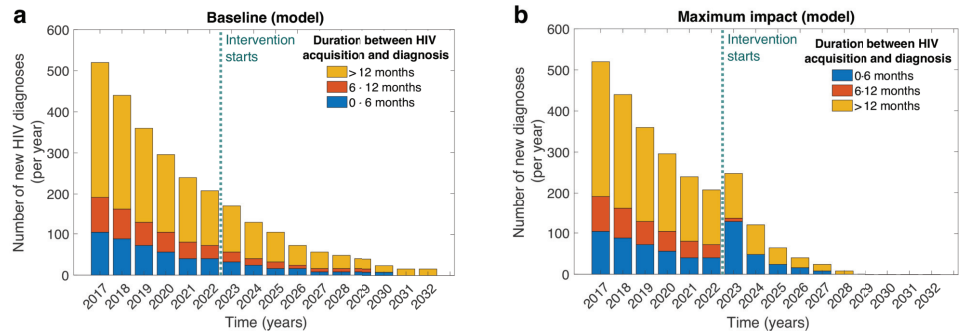 a
Baseline (model)
600
500
400
300
200
100
0
Number of new HIV diagnoses
(per year)
Intervention
starts
Duration between HIV
acquisition and diagnosis
> 12 months
6 - 12 months
0 - 6 months
2017
2018
2019
2020
2021
2022
2023
2024
2025
2026
2027
2028
2029
2030
2031
2032
Time (years)
b
Maximum impact (model)
600
500
400
300
200
100
0
Number of new diagnoses
(per year)
Intervention
starts
Duration between HIV
acquisition and diagnosis
0-6 months
6-12 months
>12 months
2017
2018
2019
2020
2021
2022
2023
2024
2025
2026
2027
2028
2029
2030
2031
2032
Time (years)